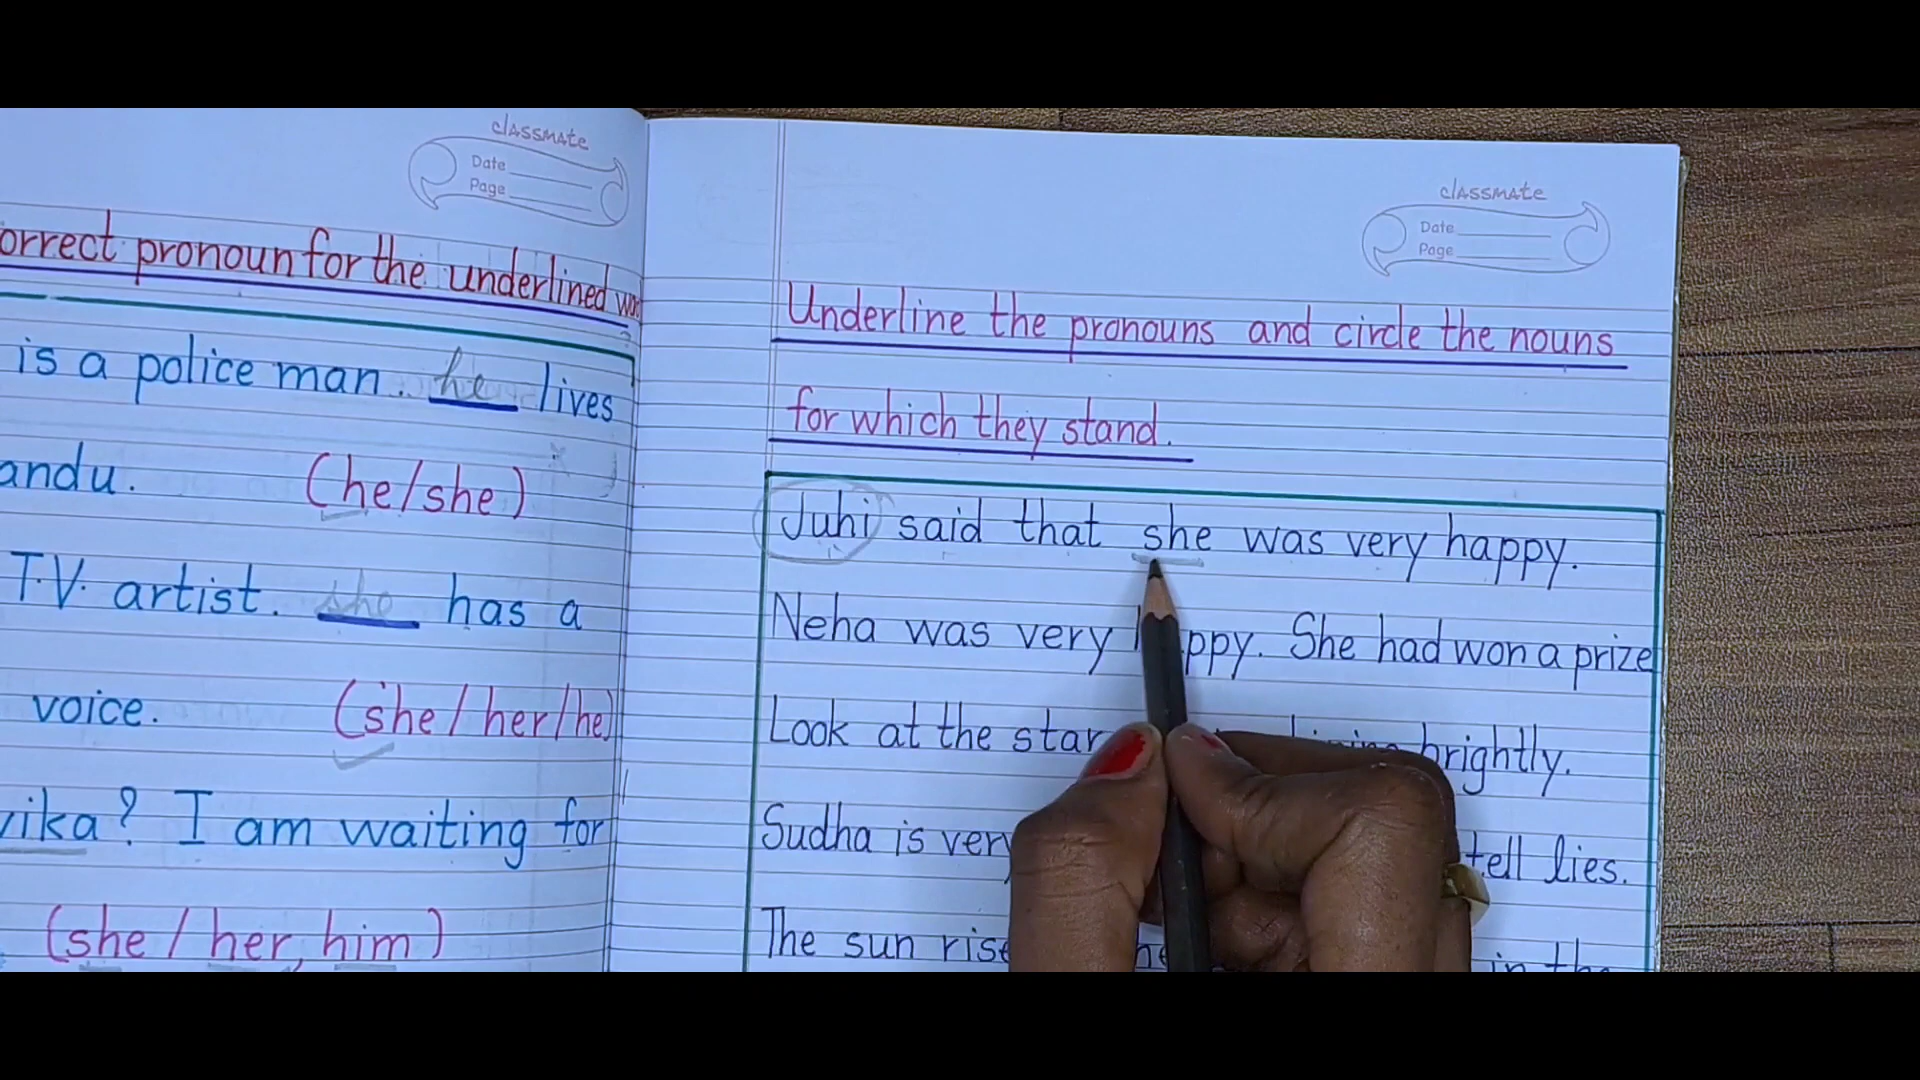 classmate
Date
Page
orrect pronoun for the underlined
is a police man. he lives
andu. (he/she)
T.V. artist. she has a
voice. (she/her/he)
vika? I am waiting for
(she / her, him)
classmate
Date
Page
Underline the pronouns and circle the nouns
for which they stand.
Juhi said that she was very happy.
Neha was very ppy. She had won a prize
Look at the star brightly.
Sudha is very tell lies.
The sun rise in the